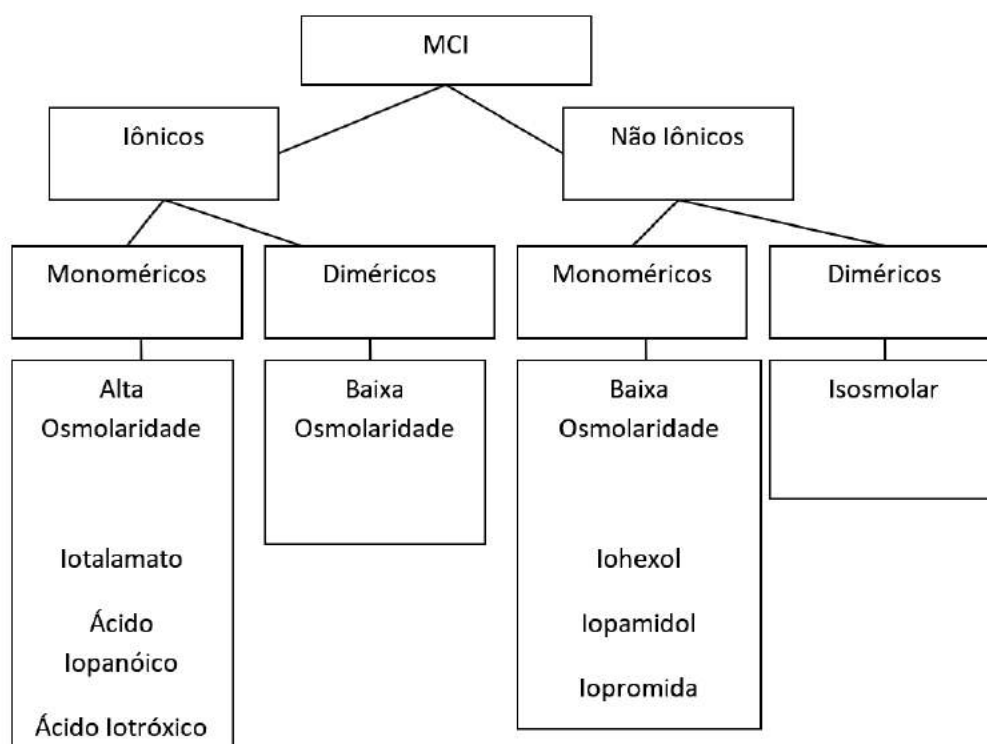 MCI
Iônicos
Não Iônicos
Monoméricos
Diméricos
Monoméricos
Diméricos
Alta
Osmolaridade
Iotalamato
Ácido
Iopanóico
Ácido Iotróxico
Baixa
Osmolaridade
Baixa
Osmolaridade
Iohexol
Iopamidol
Iopromida
Isosmolar